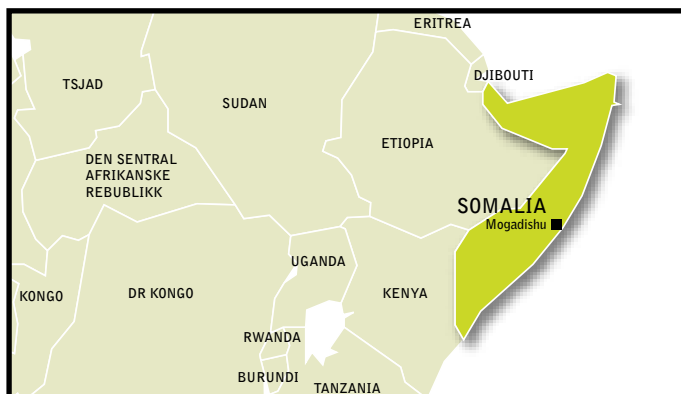 ERITREA
DJIBOUTI
TSJAD
SUDAN
ETIOPIA
DEN SENTRAL
AFRIKANSKE
REBUBLIKK
SOMALIA
Mogadishu
UGANDA
KONGO
DR KONGO
KENYA
RWANDA
BURUNDI
TANZANIA